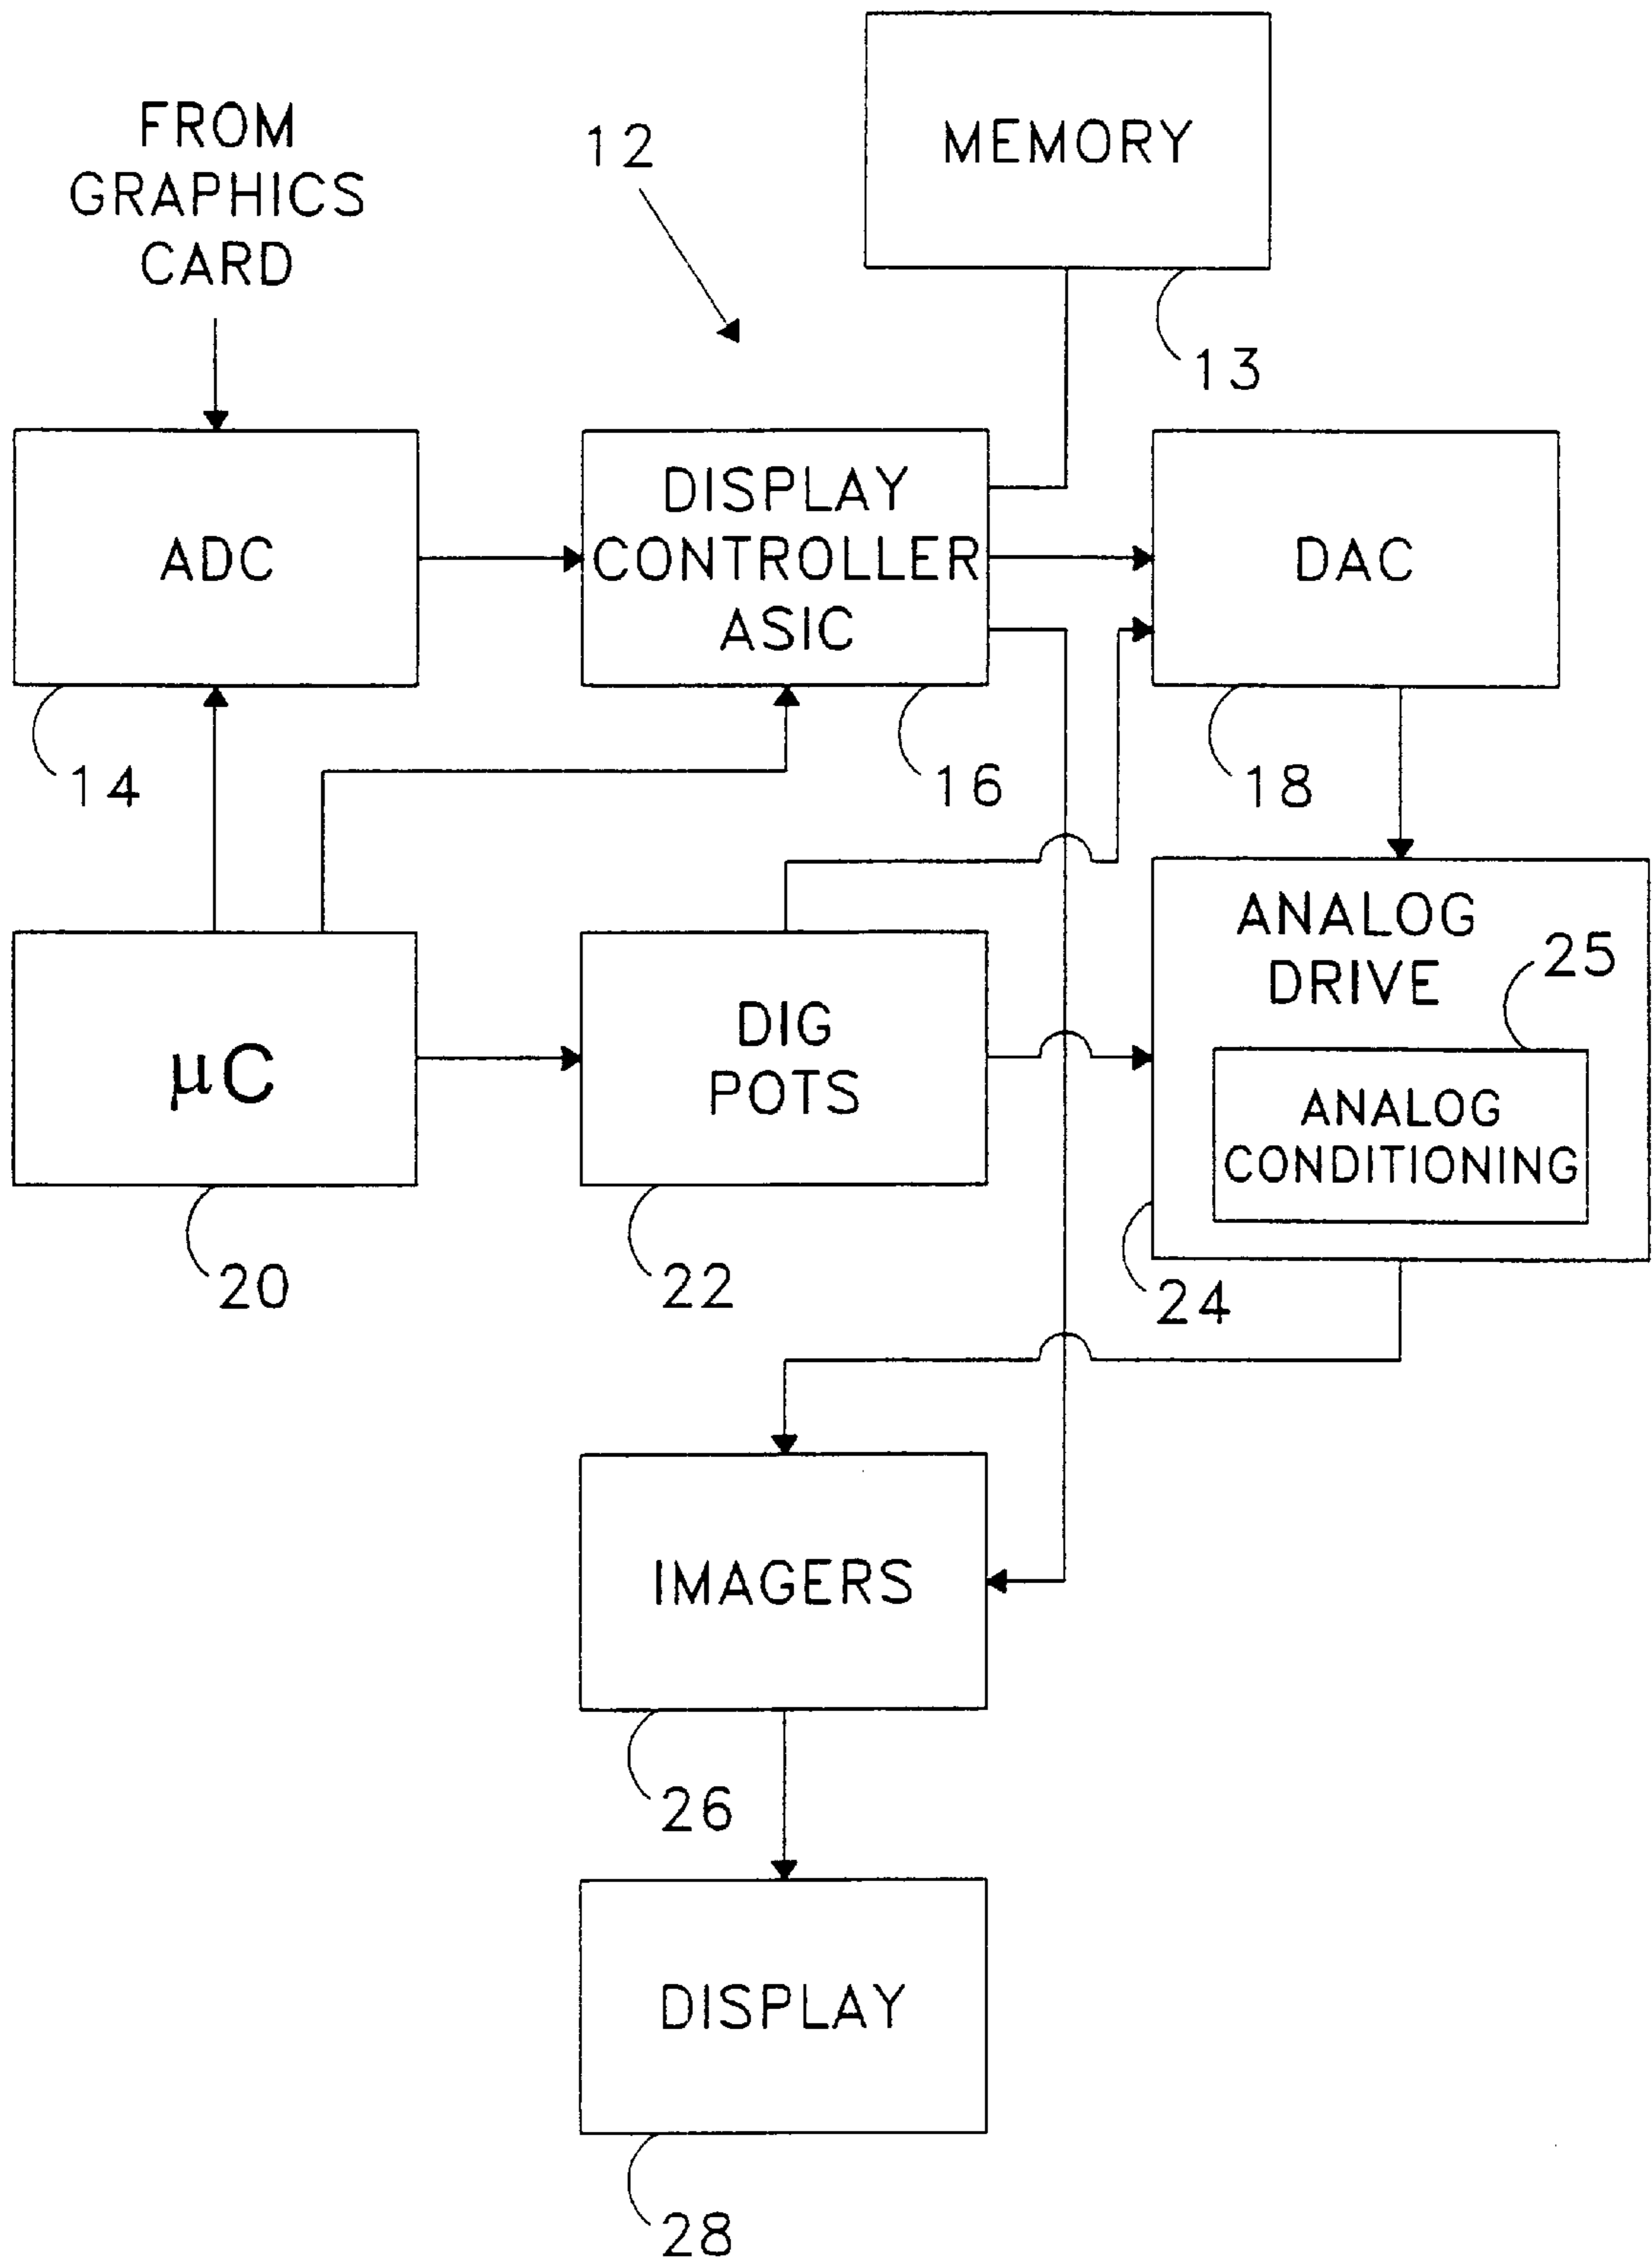 MEMORY
FROM
GRAPHICS
CARD
12
13
ADC
DISPLAY
CONTROLLER
ASIC
DAC
14
16
18
μC
DIG
POTS
ANALOG
DRIVE
25
ANALOG
CONDITIONING
20
22
24
IMAGERS
26
DISPLAY
28